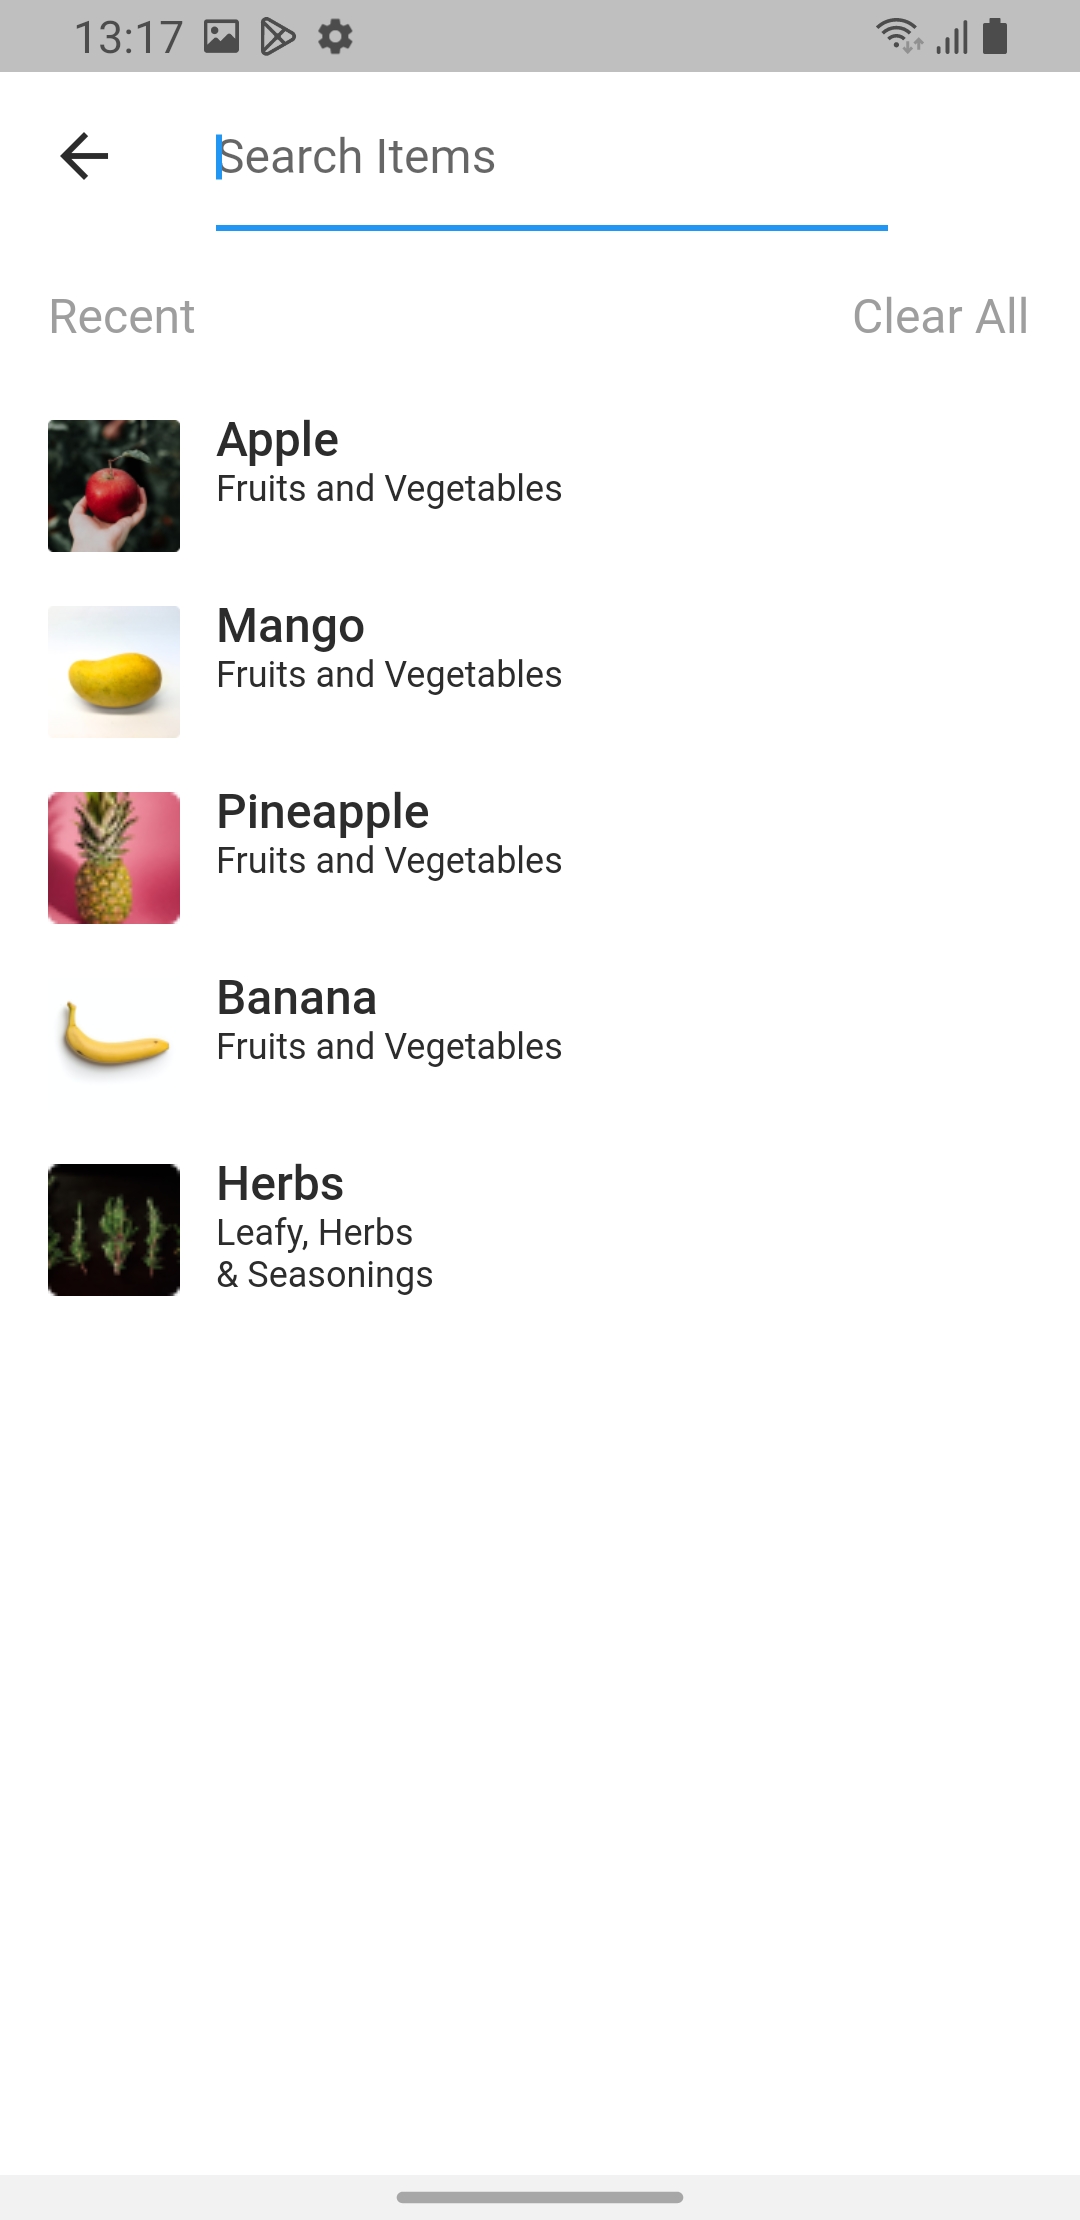 13:17
Search Items
Recent
Clear All
Apple
Fruits and Vegetables
Mango
Fruits and Vegetables
Pineapple
Fruits and Vegetables
Banana
Fruits and Vegetables
Herbs
Leafy, Herbs
& Seasonings